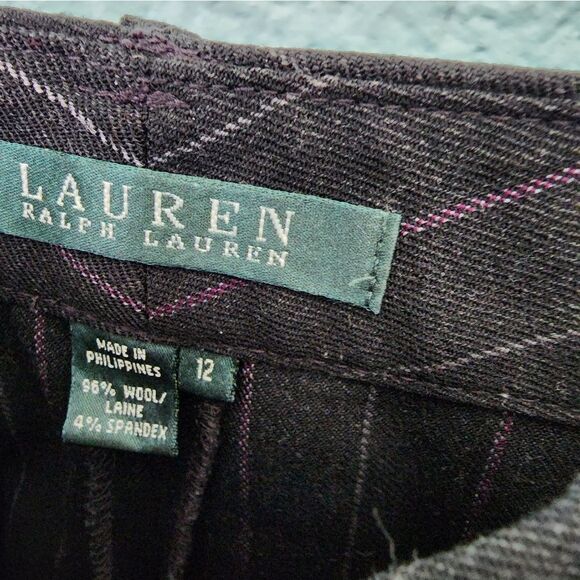 LAUREN
RALPH LAUREN
MADE IN
PHILIPPINES
12
96% WOOL/
LAINE
4% SPANDEX